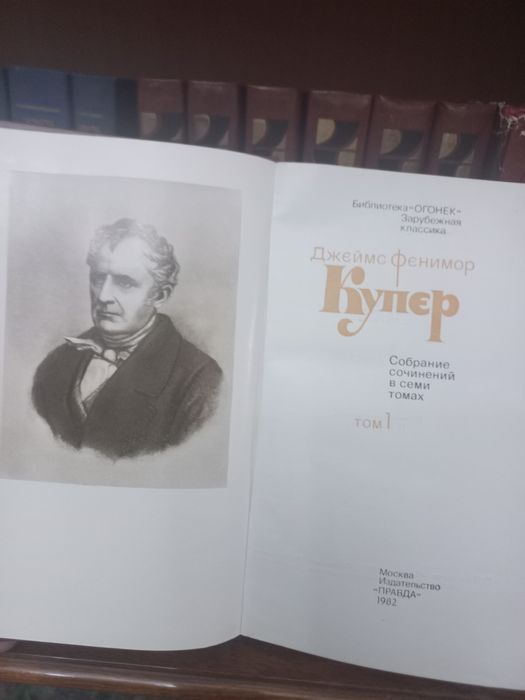 Библиотека «ОГОНЕК»
Зарубежная
классика
Джеймс Фенимор
Купер
Собрание
сочинений
в семи
томах
том 1
Москва
Издательство
«ПРАВДА»
1982